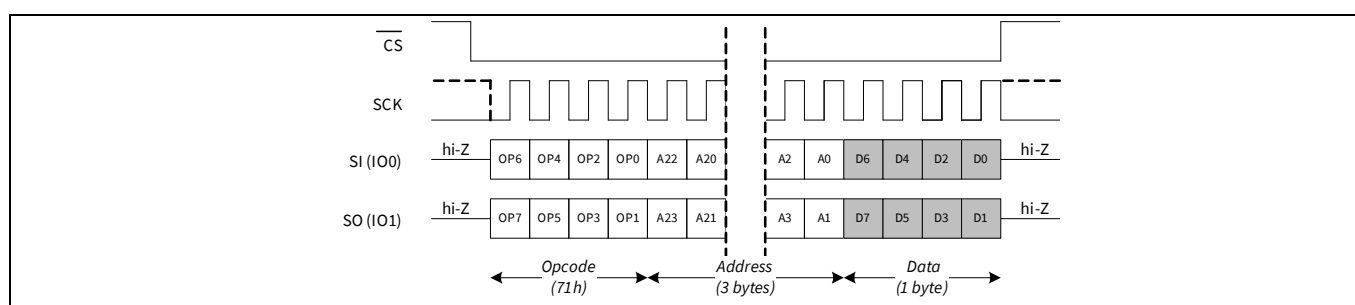 CS
SCK
SI (IO0) hi-Z OP6 OP4 OP2 OP0 A22 A20 A2 A0 D6 D4 D2 D0 hi-Z
SO (IO1) hi-Z OP7 OP5 OP3 OP1 A23 A21 A3 A1 D7 D5 D3 D1 hi-Z
Opcode Address Data
(71h) (3 bytes) (1 byte)